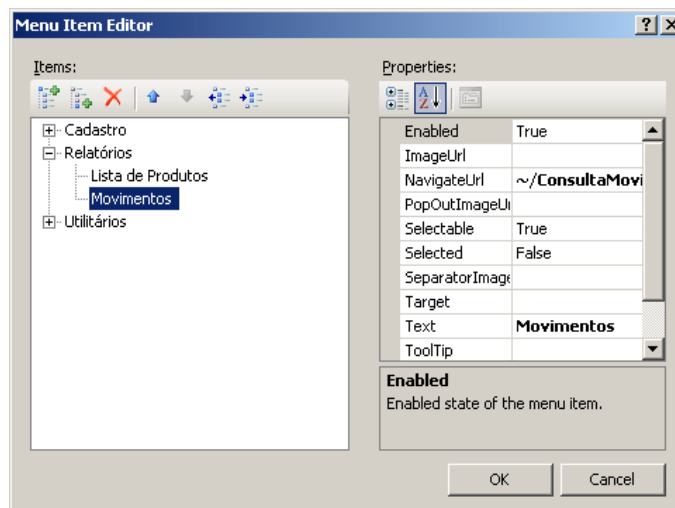 Menu Item Editor
Items:
Cadastro
Relatórios
Lista de Produtos
Movimentos
Utilitários
Properties:
Enabled True
ImageUrl
NavigateUrl ~/ConsultaMovi
PopOutImageUr
Selectable True
Selected False
SeparatorImage
Target
Text Movimentos
ToolTip
Enabled
Enabled state of the menu item.
OK Cancel